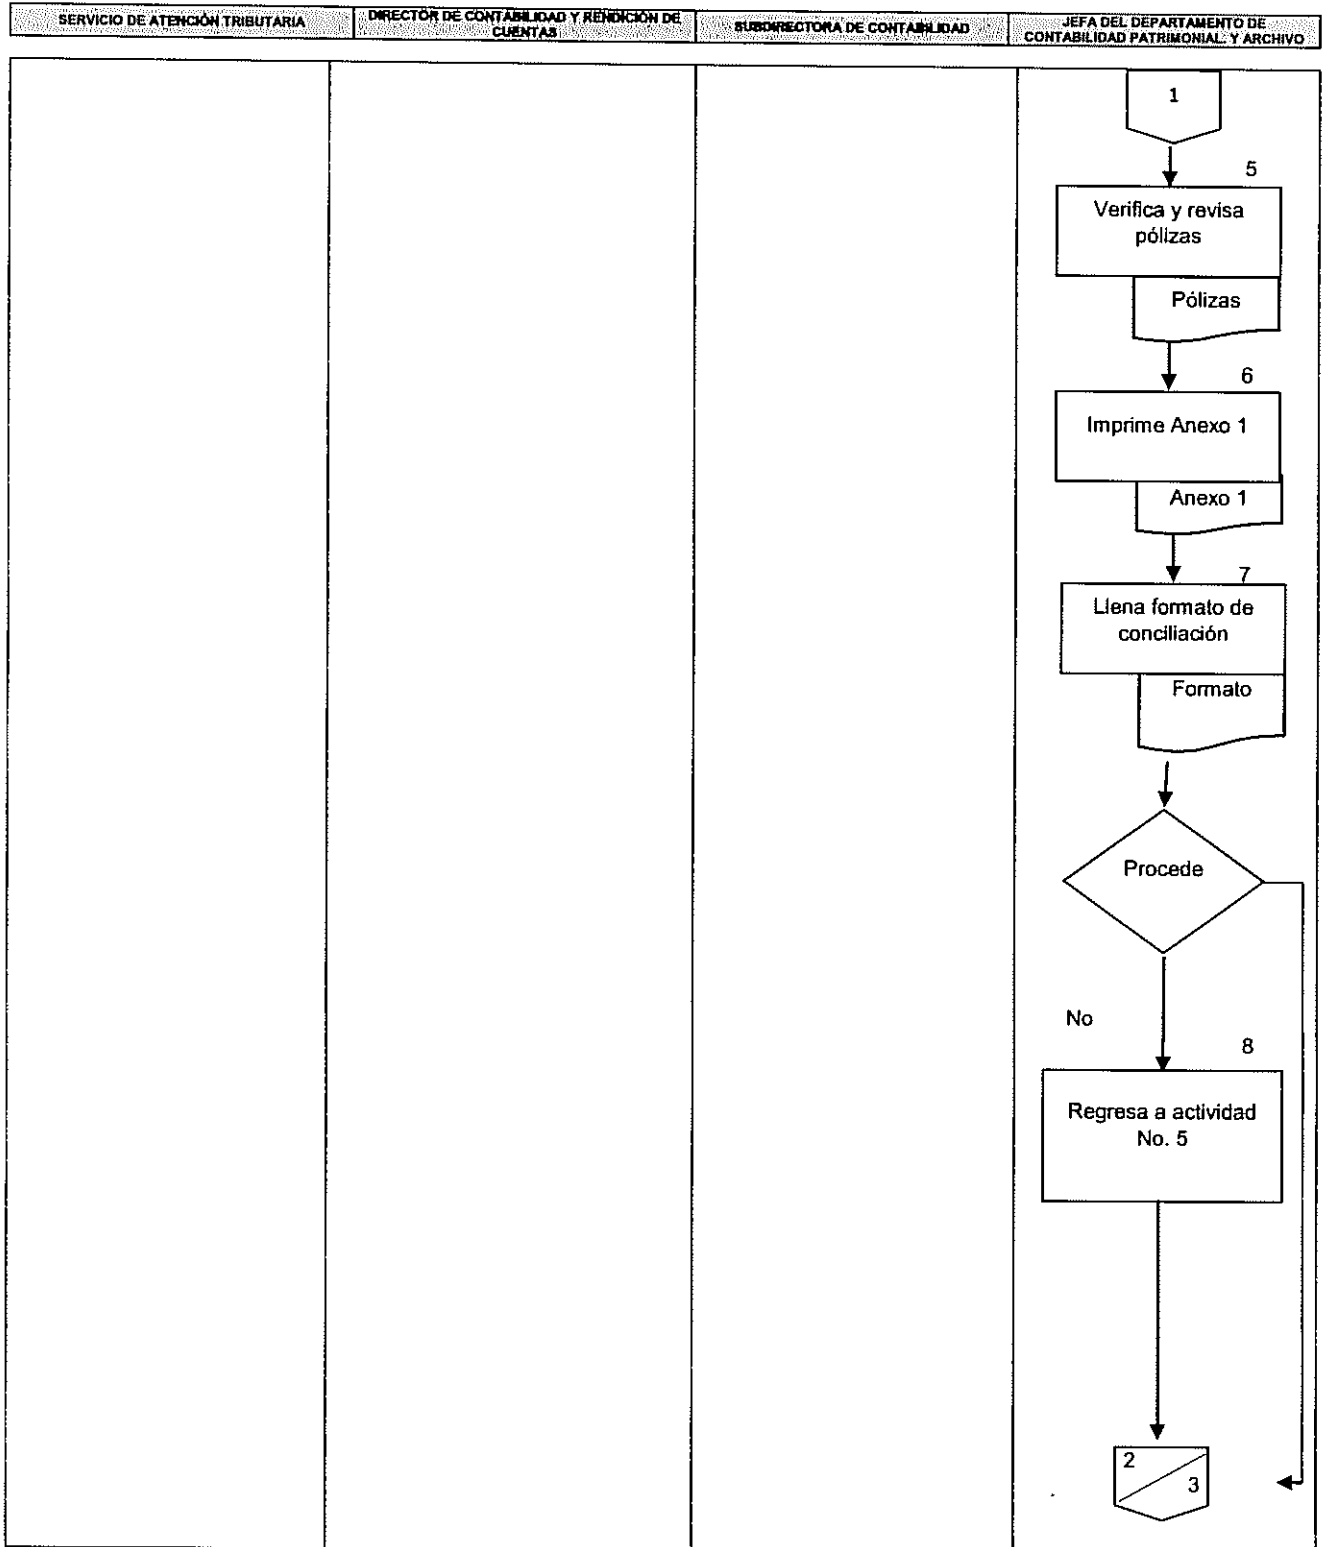 SERVICIO DE ATENCIÓN TRIBUTARIA
DIRECTOR DE CONTABILIDAD Y RENDICIÓN DE
CUENTAS
SUBDIRECTORA DE CONTABILIDAD
JEFA DEL DEPARTAMENTO DE
CONTABILIDAD PATRIMONIAL Y ARCHIVO
1
5
Verifica y revisa
pólizas
Pólizas
6
Imprime Anexo 1
Anexo 1
7
Llena formato de
conciliación
Formato
Procede
No
8
Regresa a actividad
No. 5
2
3